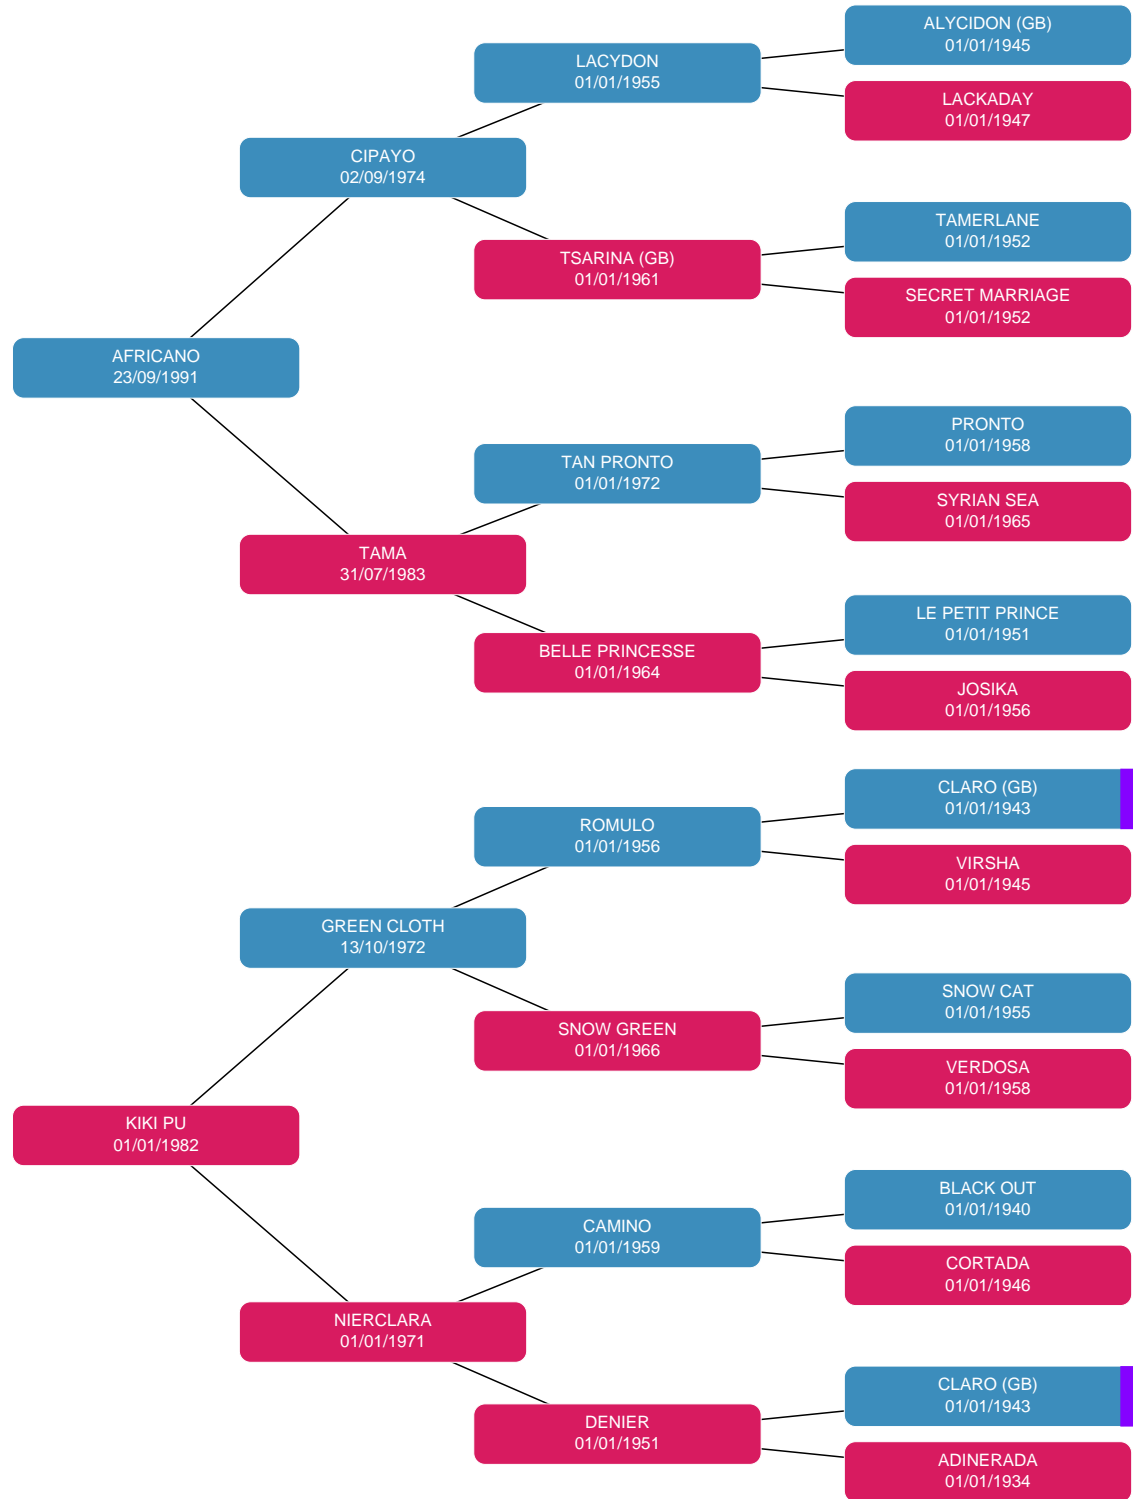 ALYCIDON (GB)
01/01/1945
LACYDON
01/01/1955
LACKADAY
01/01/1947
CIPAYO
02/09/1974
TAMERLANE
01/01/1952
TSARINA (GB)
01/01/1961
SECRET MARRIAGE
01/01/1952
AFRICANO
23/09/1991
PRONTO
01/01/1958
TAN PRONTO
01/01/1972
SYRIAN SEA
01/01/1965
TAMA
31/07/1983
LE PETIT PRINCE
01/01/1951
BELLE PRINCESSE
01/01/1964
JOSIKA
01/01/1956
CLARO (GB)
01/01/1943
ROMULO
01/01/1956
VIRSHA
01/01/1945
GREEN CLOTH
13/10/1972
SNOW CAT
01/01/1955
SNOW GREEN
01/01/1966
VERDOSA
01/01/1958
KIKI PU
01/01/1982
BLACK OUT
01/01/1940
CAMINO
01/01/1959
CORTADA
01/01/1946
NIERCLARA
01/01/1971
CLARO (GB)
01/01/1943
DENIER
01/01/1951
ADINERADA
01/01/1934